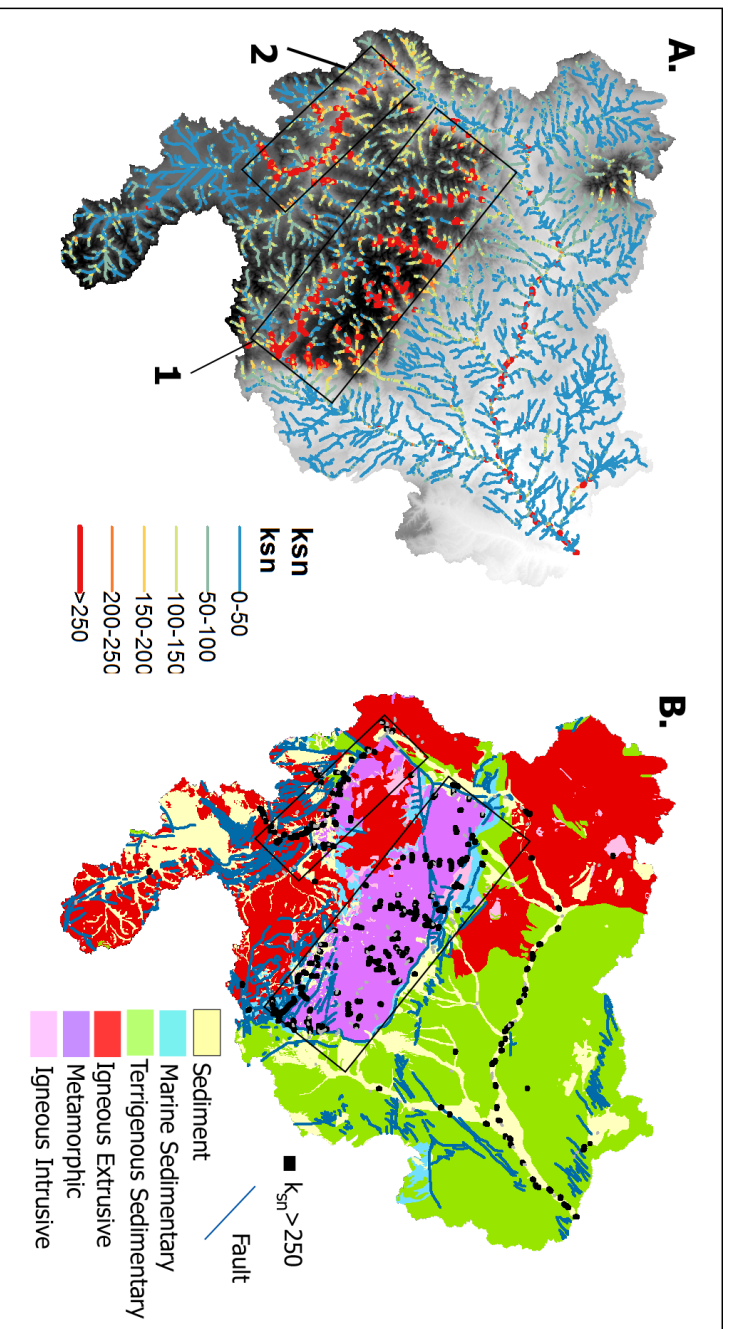 A.
2
1
ksn
ksn
0-50
50-100
100-150
150-200
200-250
>250
B.
ksn>250
Fault
Sediment
Marine Sedimentary
Terrigenous Sedimentary
Igneous Extrusive
Metamorphic
Igneous Intrusive